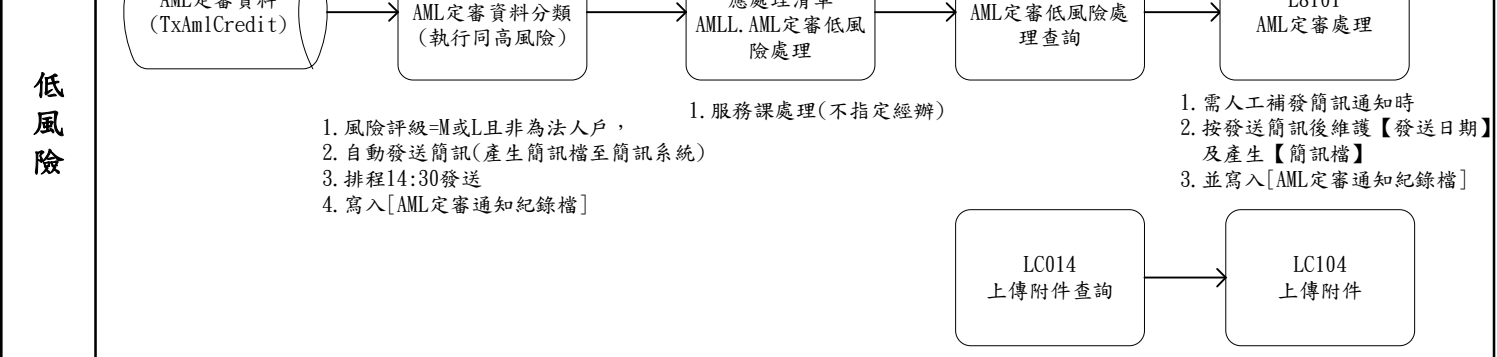 AML定審資料
(TxAmlCredit)
AML定審資料分類
(執行同高風險)
應處理清單
AMLL.AML定審低風
險處理
AML定審低風險處
理查詢
L8101
AML定審處理
低
風
險
1.風險評級=M或L且非為法人戶，
2.自動發送簡訊(產生簡訊檔至簡訊系統)
3.排程14:30發送
4.寫入[AML定審通知紀錄檔]
1.服務課處理(不指定經辦)
1.需人工補發簡訊通知時
2.按發送簡訊後維護【發送日期】
及產生【簡訊檔】
3.並寫入[AML定審通知紀錄檔]
LC014
上傳附件查詢
LC104
上傳附件